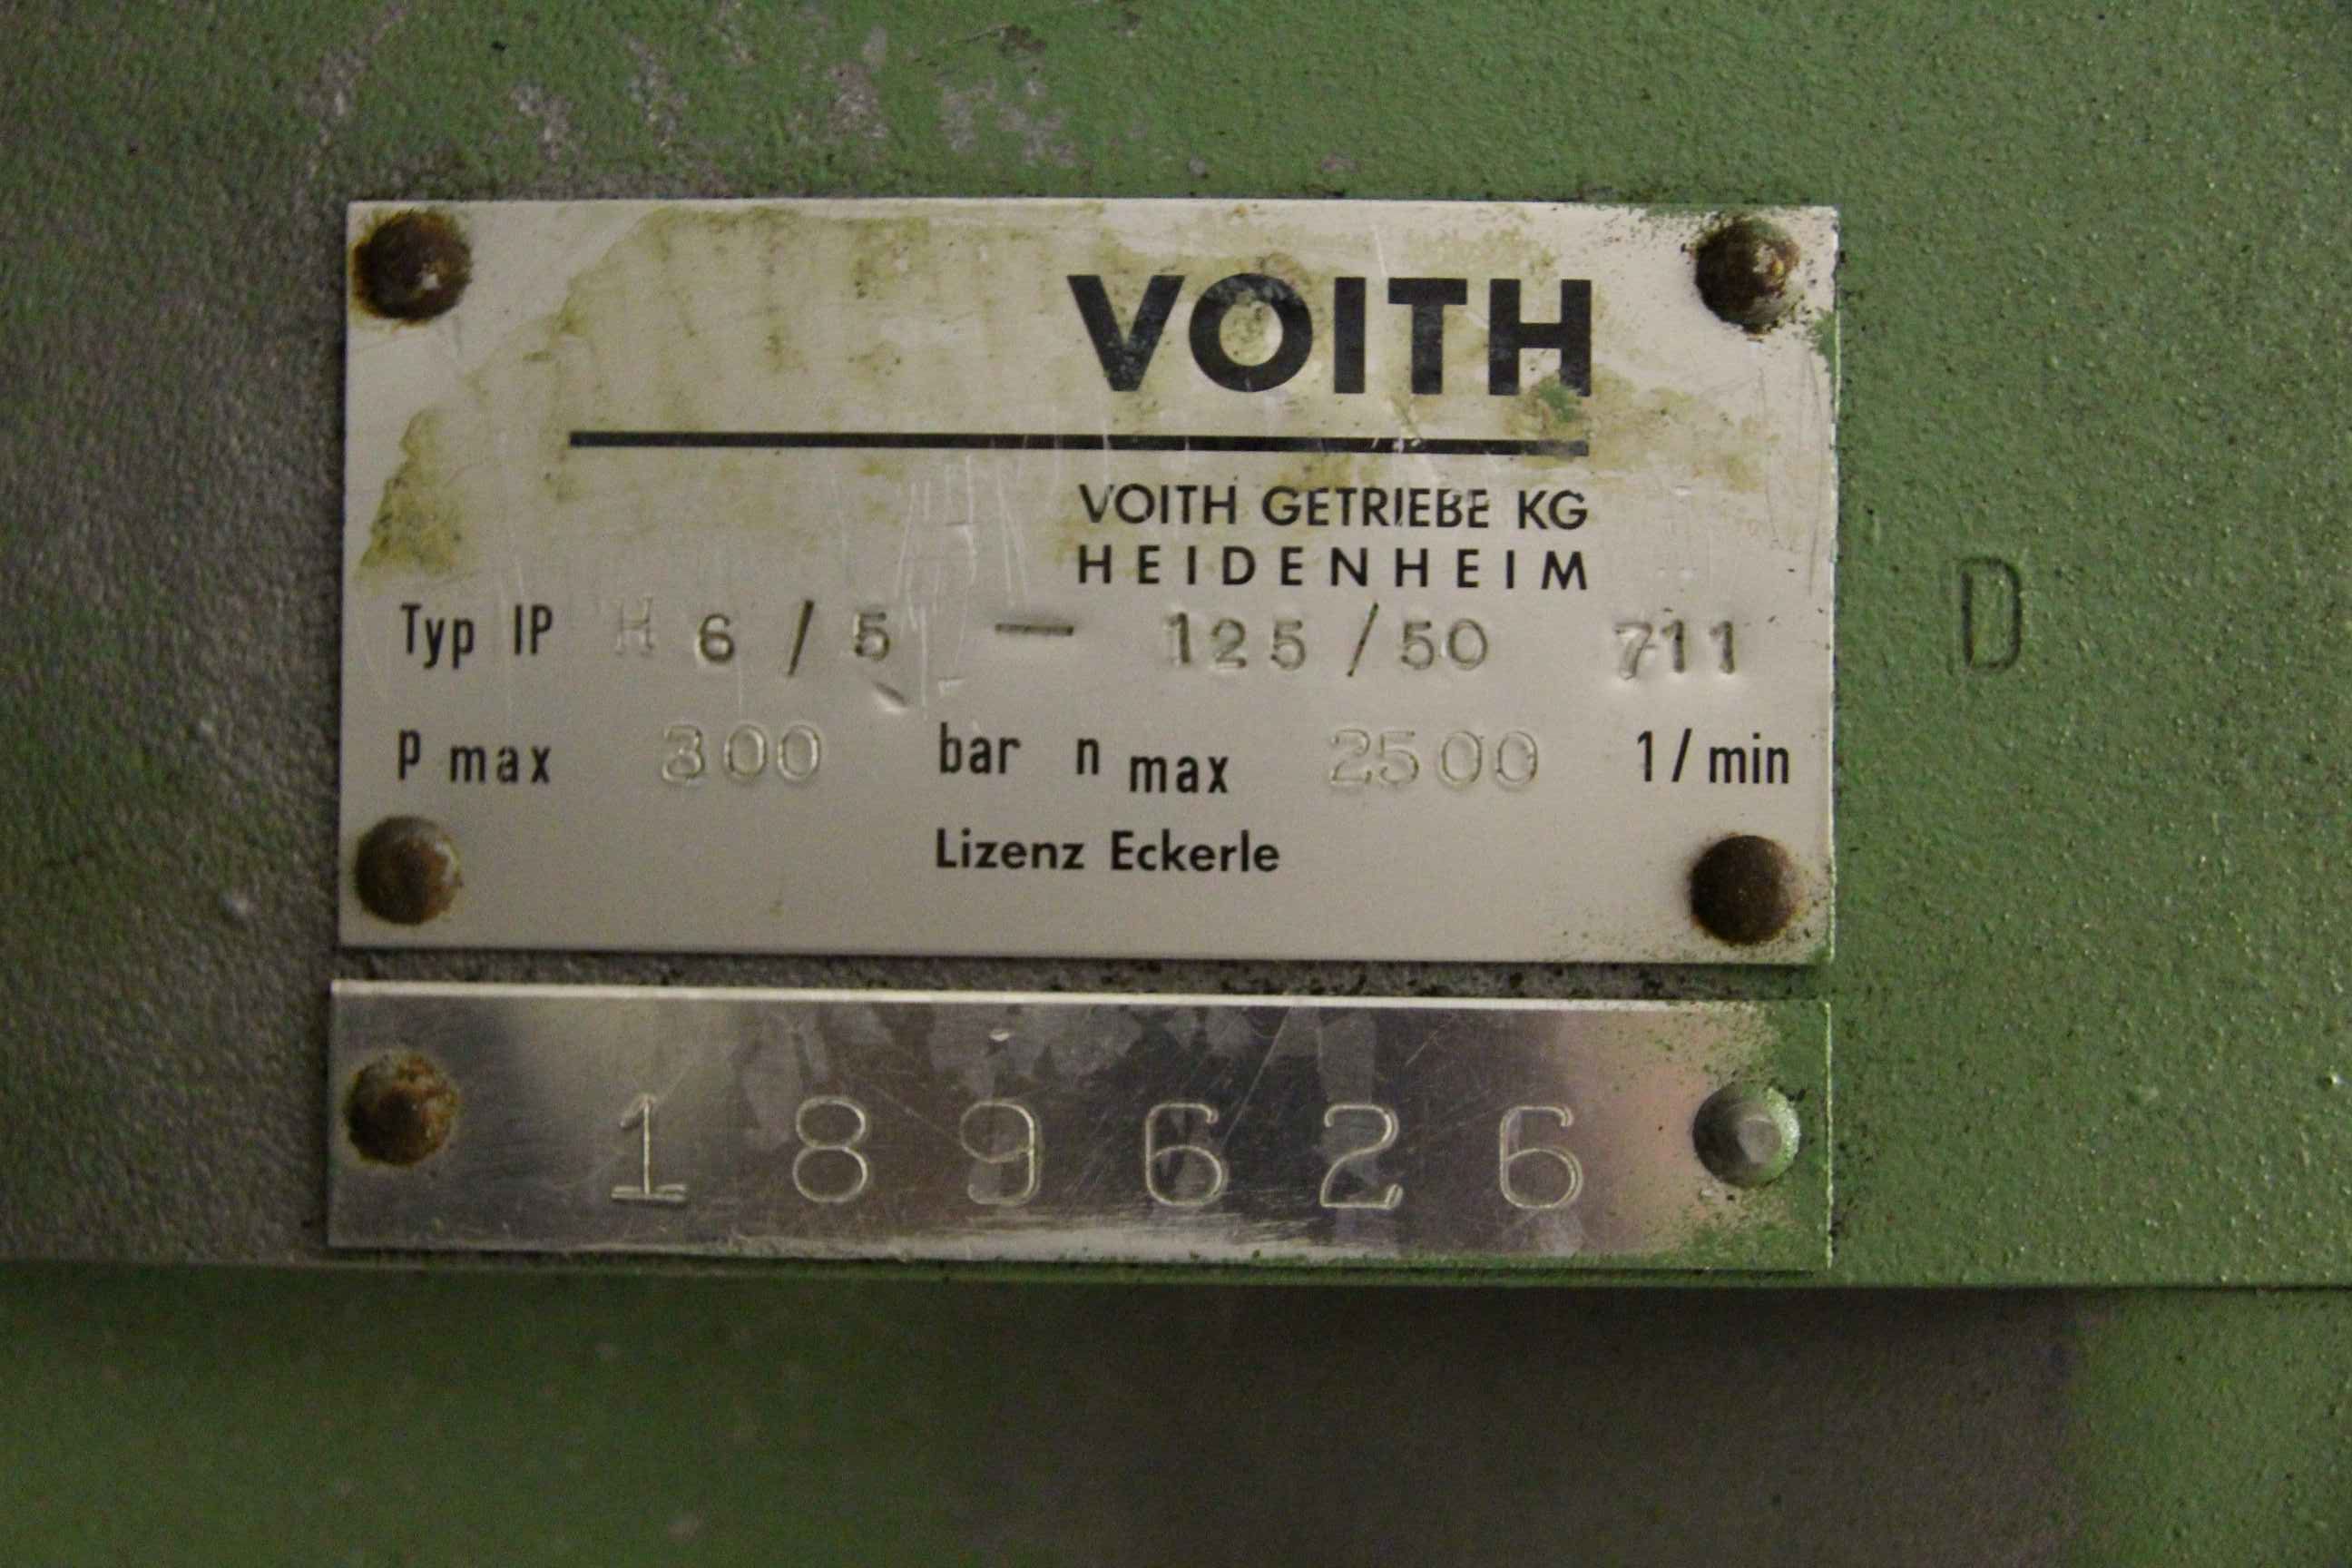 VOITH
VOITH GETRIEBE KG
HEIDENHEIM
Typ IP H 6 / 5 — 125 / 50 711
D
p max 300 bar n max 2500 1/min
Lizenz Eckerle
189626